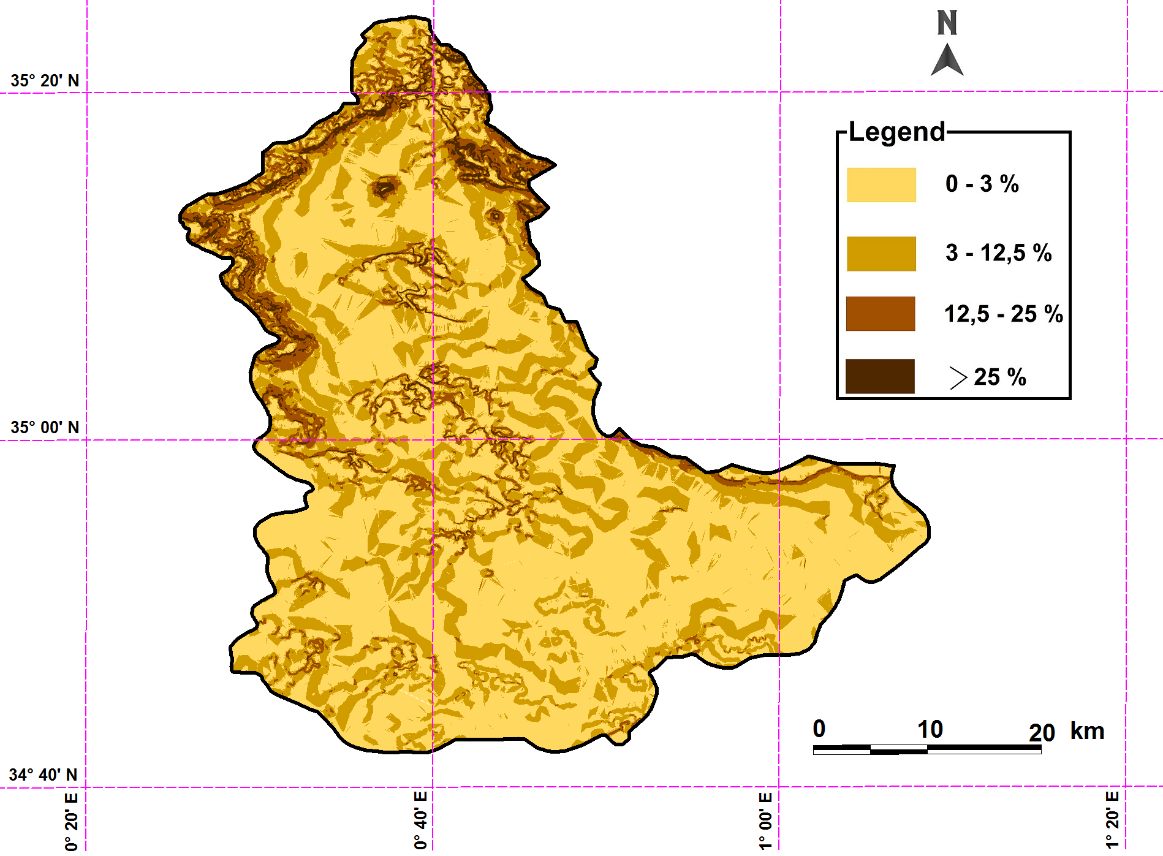 N
35° 20' N
Legend
0 - 3 %
3 - 12,5 %
12,5 - 25 %
> 25 %
35° 00' N
0 10 20 km
34° 40' N
0° 20' E
0° 40' E
1° 00' E
1° 20' E